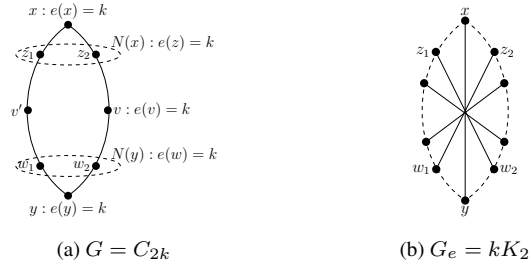 x : e(x) = k
x
N(x) : e(z) = k
z₁ z₂
z₁ z₂
v′
v : e(v) = k
N(y) : e(w) = k
w₁ w₂
w₁ w₂
y : e(y) = k
y
(a) G = C₂ₖ
(b) Gₑ = kK₂